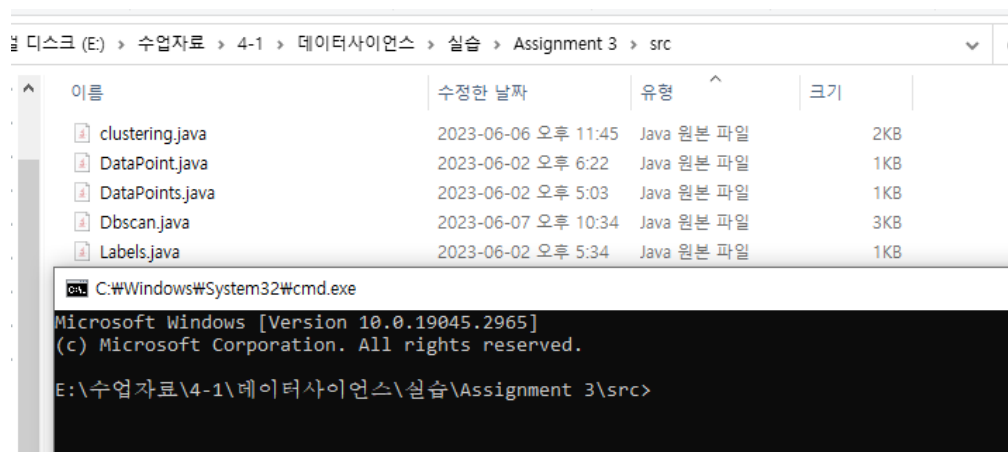 디스크 (E:) > 수업자료 > 4-1 > 데이터사이언스 > 실습 > Assignment 3 > src
이름 수정한 날짜 유형 크기
clustering.java 2023-06-06 오후 11:45 Java 원본 파일 2KB
DataPoint.java 2023-06-02 오후 6:22 Java 원본 파일 1KB
DataPoints.java 2023-06-02 오후 5:03 Java 원본 파일 1KB
Dbscan.java 2023-06-07 오후 10:34 Java 원본 파일 3KB
Labels.java 2023-06-02 오후 5:34 Java 원본 파일 1KB
C:₩Windows₩System32₩cmd.exe
Microsoft Windows [Version 10.0.19045.2965]
(c) Microsoft Corporation. All rights reserved.
E:\수업자료\4-1\데이터사이언스\실습\Assignment 3\src>